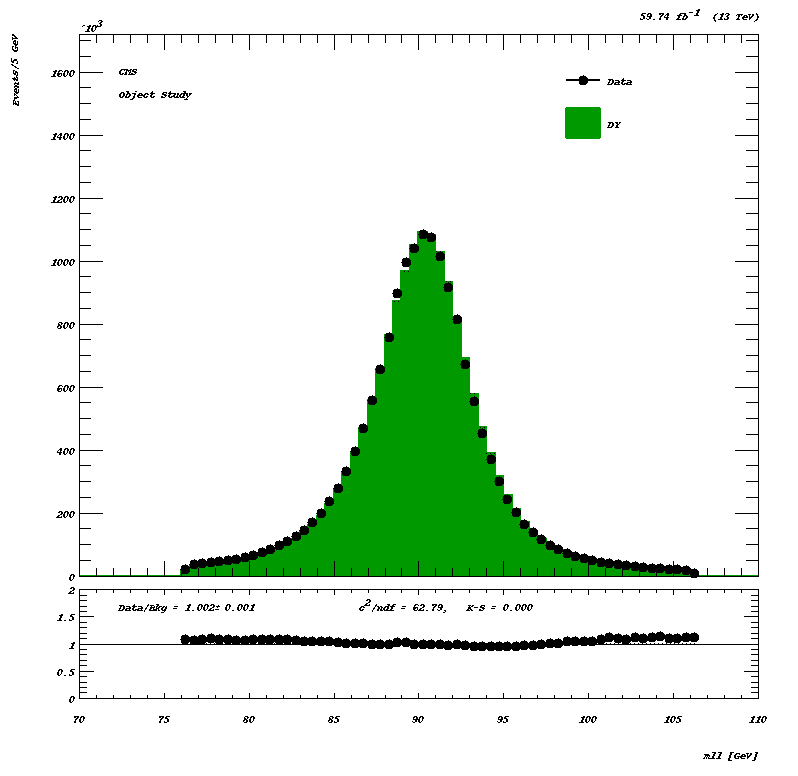 ´10³
59.74 fb⁻¹ (13 TeV)
Events/5 GeV
CMS
Object Study
Data
DY
1600
1400
1200
1000
800
600
400
200
0
Data/Bkg = 1.002± 0.001
c²/ndf = 62.79, K-S = 0.000
2
1.5
1
0.5
0
70 75 80 85 90 95 100 105 110
mll [GeV]